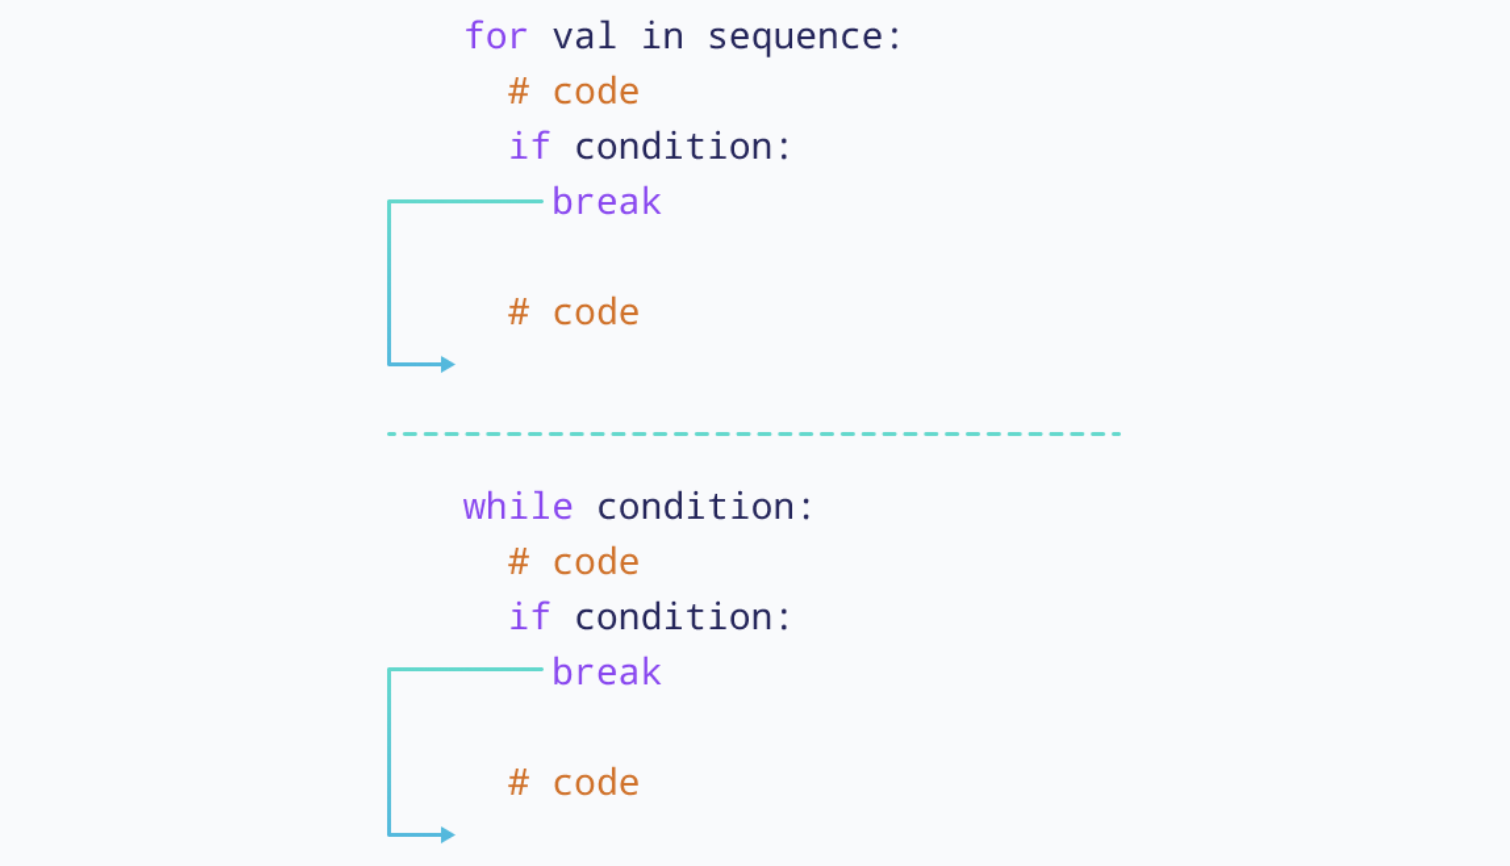 for val in sequence:
# code
if condition:
break
# code
while condition:
# code
if condition:
break
# code